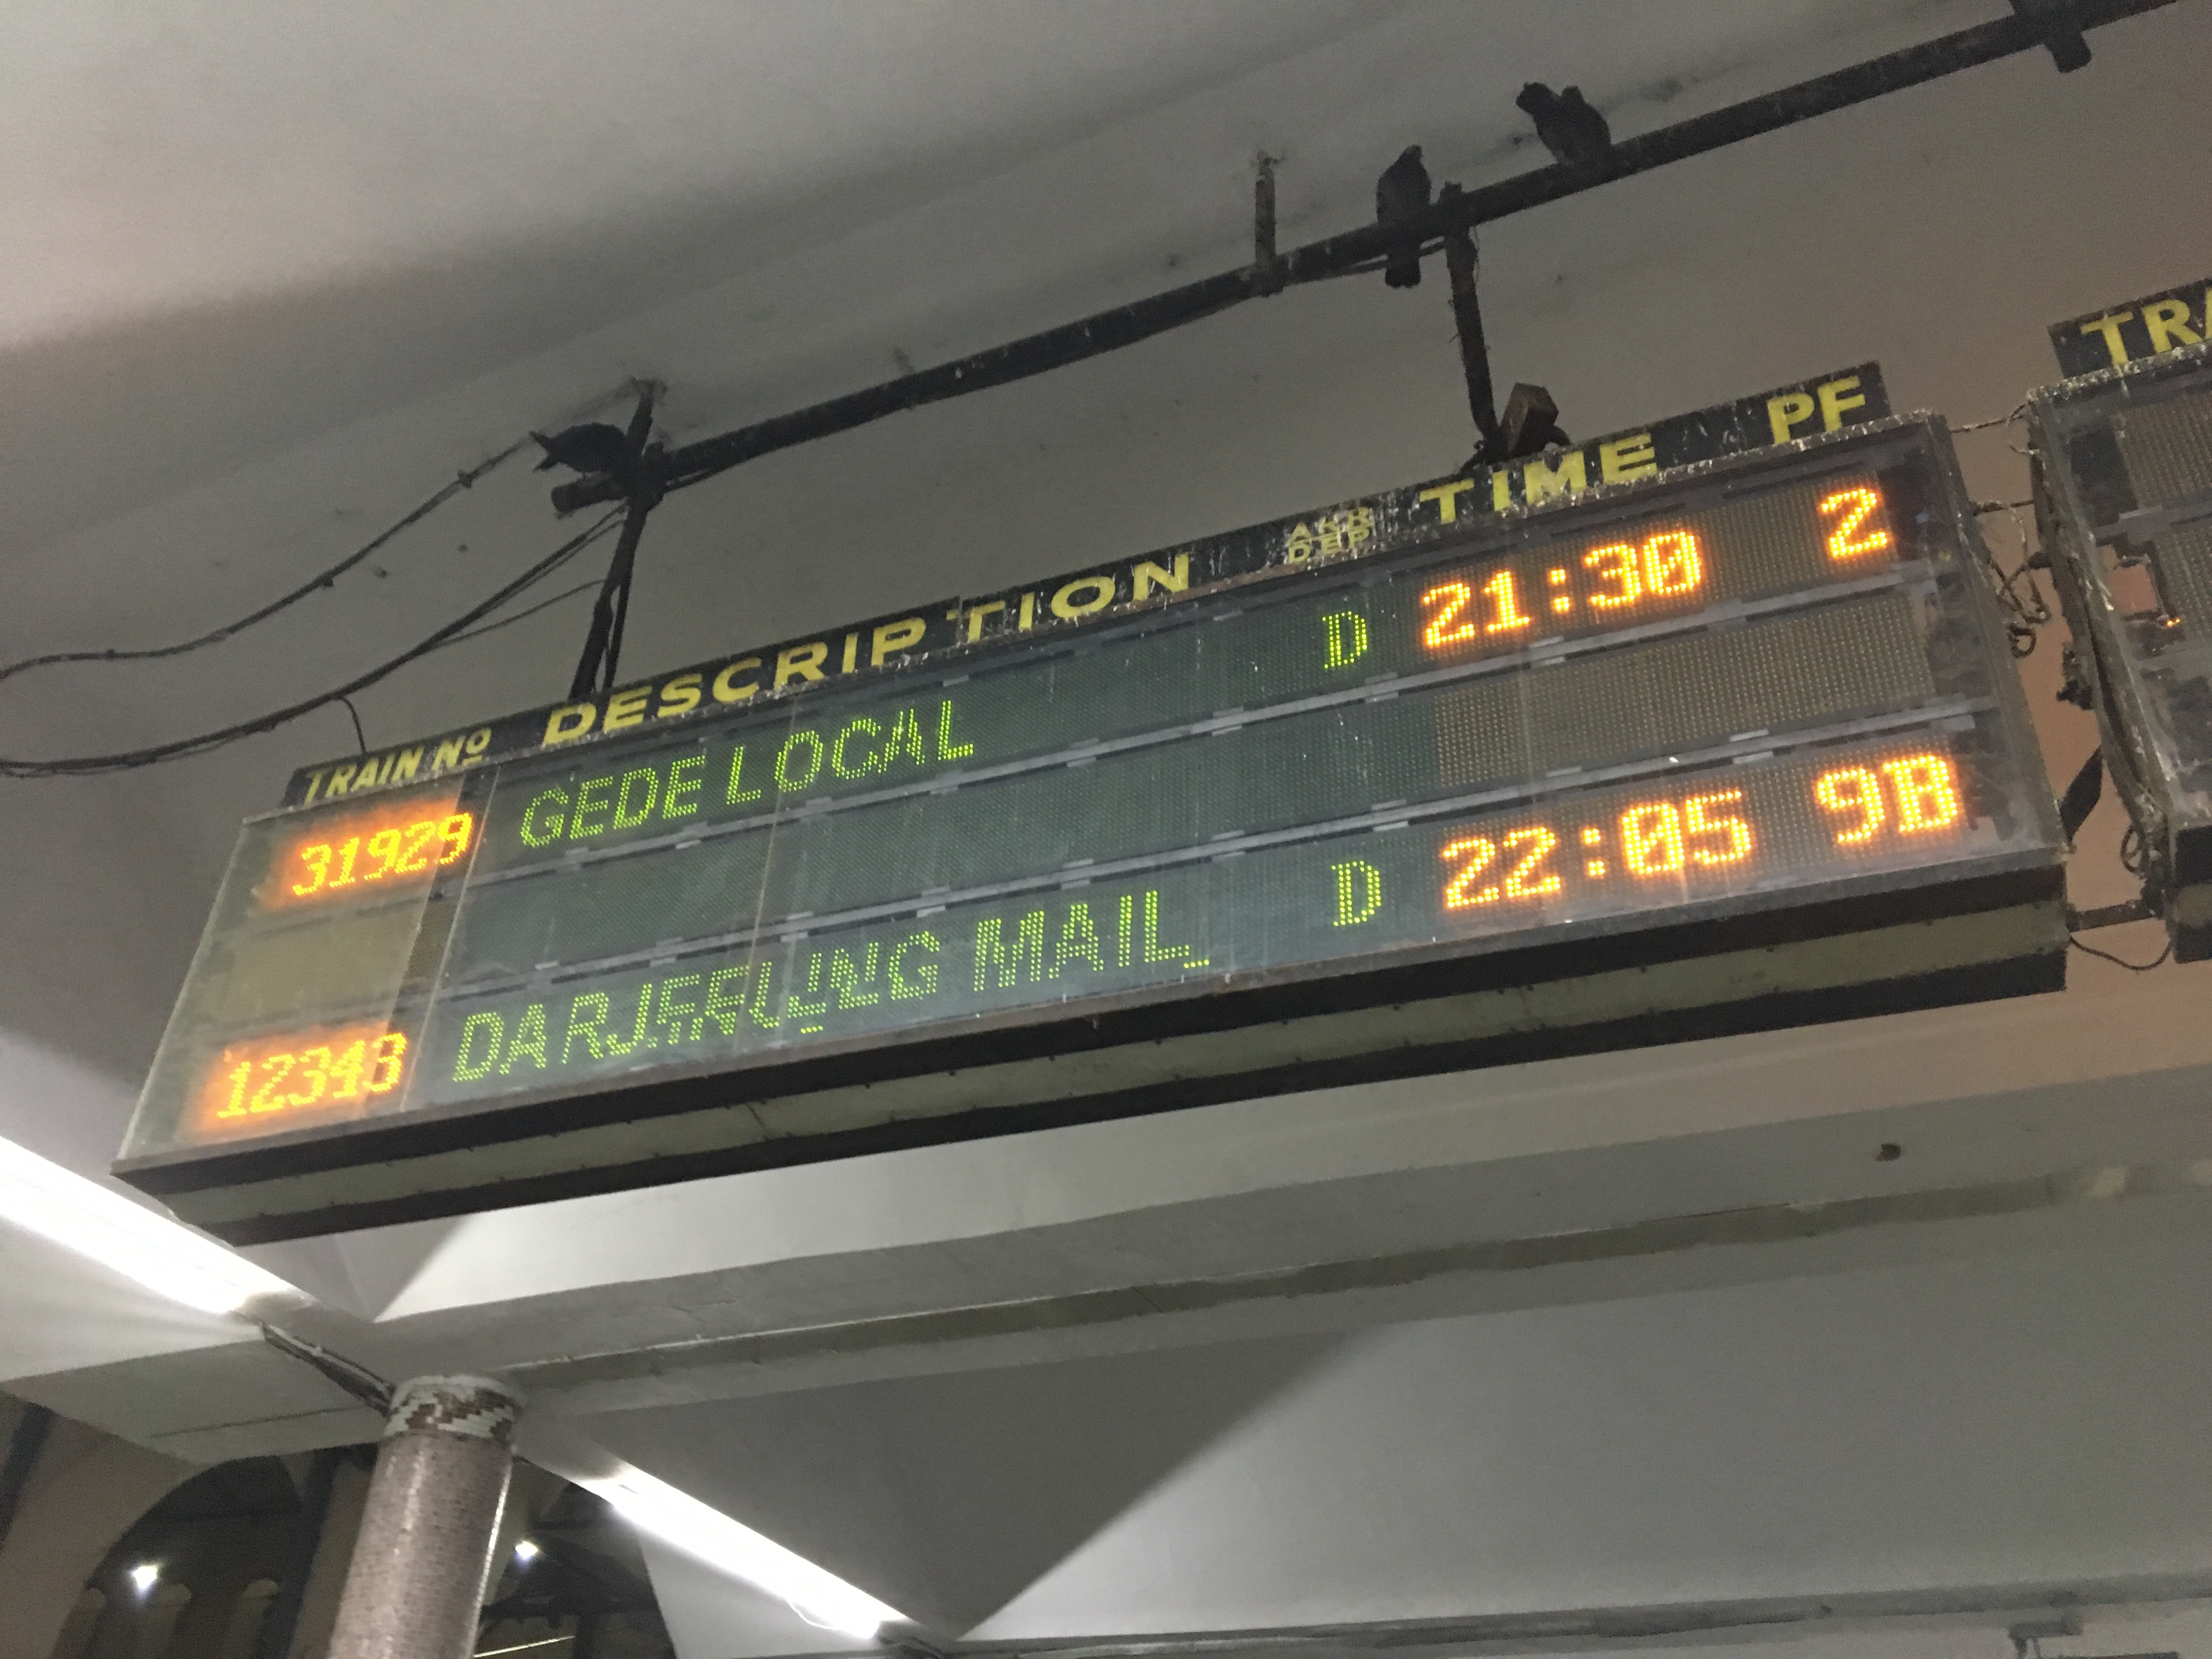 TRAIN No DESCRIPTION ARR DEP TIME PF
31929 GEDE LOCAL D 21:30 2
12343 DARJEELING MAIL D 22:05 9B
TRA